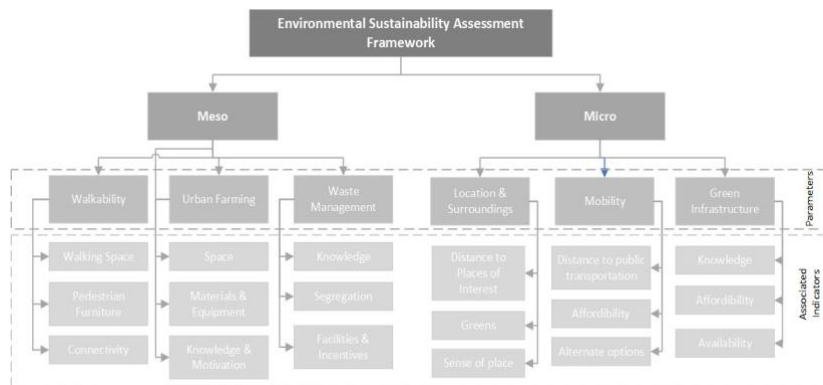 Environmental Sustainability Assessment
Framework
Meso
Micro
Walkability
Urban Farming
Waste
Management
Location &
Surroundings
Mobility
Green
Infrastructure
Parameters
Walking Space
Space
Knowledge
Distance to
Places of
Interest
Distance to public
transportation
Knowledge
Pedestrian
Furniture
Materials &
Equipment
Segregation
Greens
Affordibility
Affordibility
Connectivity
Knowledge &
Motivation
Facilities &
Incentives
Sense of place
Alternate options
Availability
Associated
Indicators